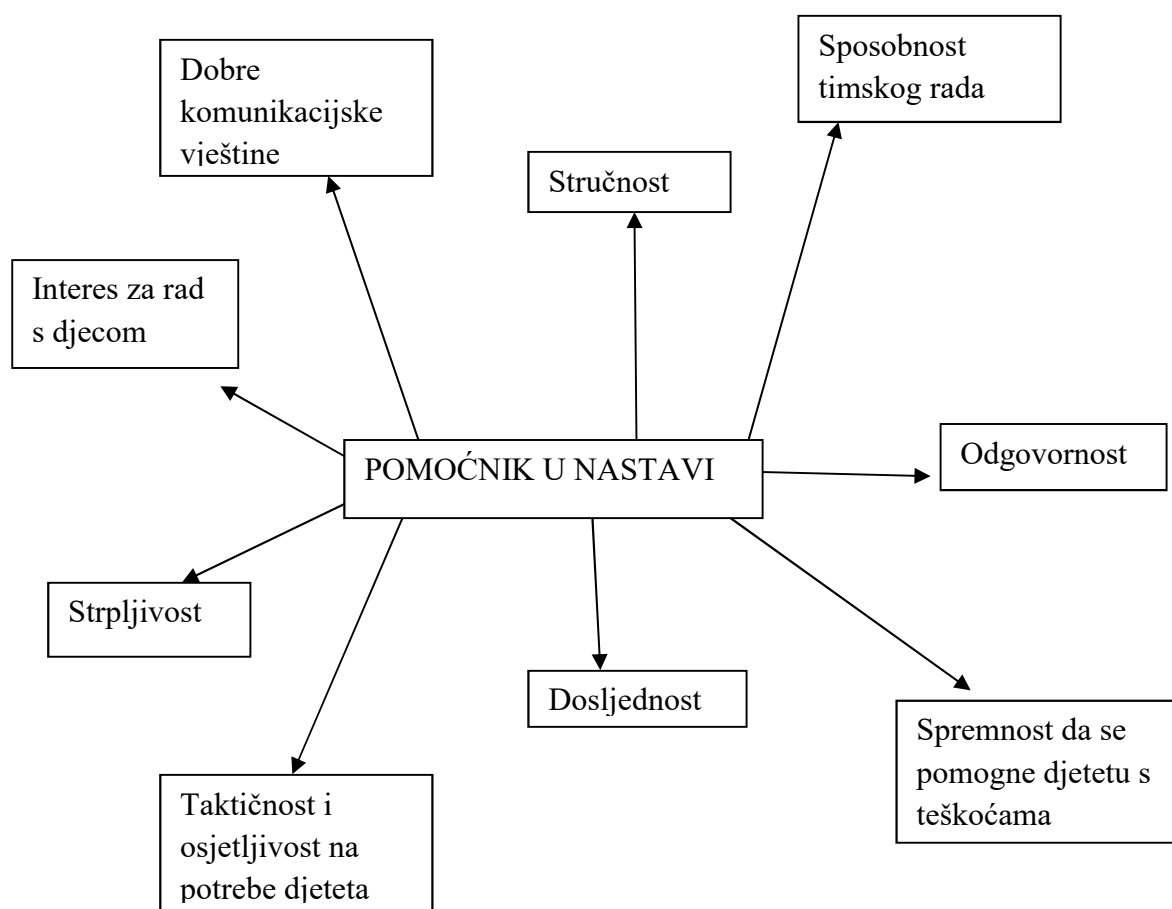 Dobre
komunikacijske
vještine
Sposobnost
timskog rada
Stručnost
Interes za rad
s djecom
POMOĆNIK U NASTAVI
Odgovornost
Strpljivost
Dosljednost
Spremnost da se
pomogne djetetu s
teškoćama
Taktičnost i
osjetljivost na
potrebe djeteta